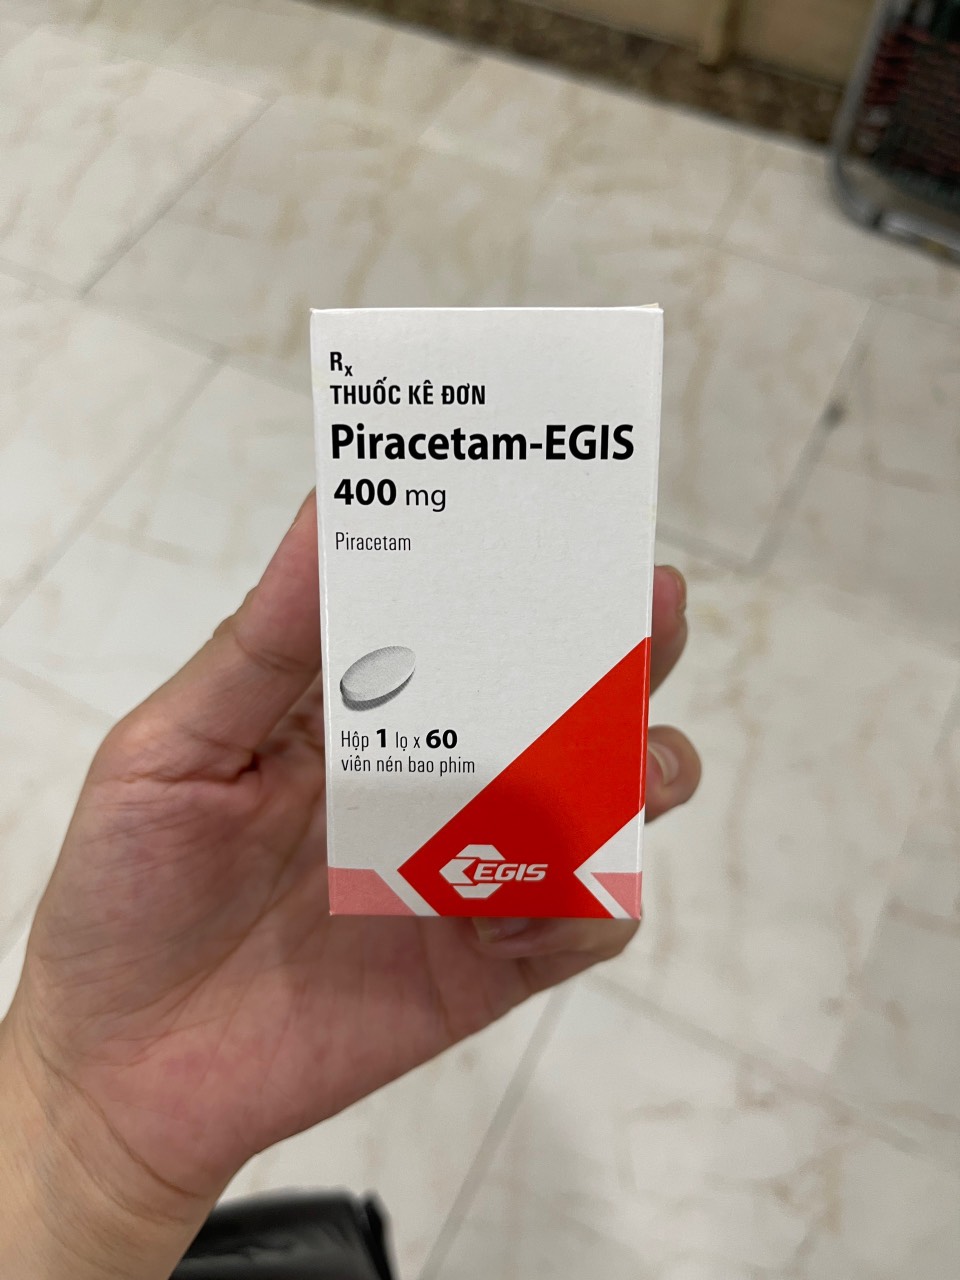 Rx
THUỐC KÊ ĐƠN
Piracetam-EGIS
400 mg
Piracetam
Hộp 1 lọ x 60
viên nén bao phim
EGIS